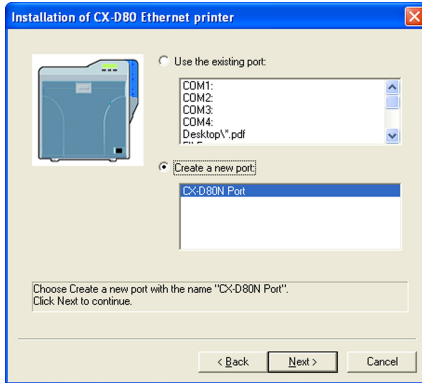 Installation of CX-D80 Ethernet printer
Use the existing port:
COM1:
COM2:
COM3:
COM4:
Desktop\*.pdf
Create a new port:
CX-D80N Port
Choose Create a new port with the name "CX-D80N Port".
Click Next to continue.
< Back
Next >
Cancel